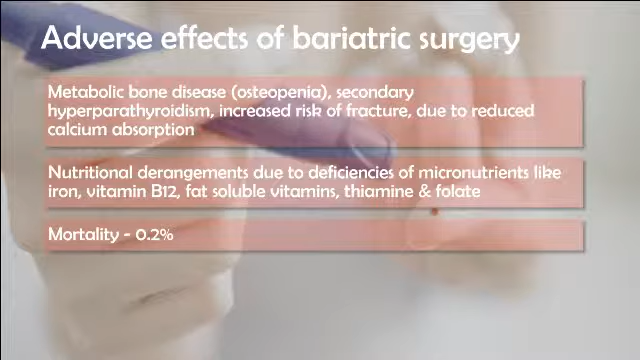 Adverse effects of bariatric surgery
Metabolic bone disease (osteopenia), secondary
hyperparathyroidism, increased risk of fracture, due to reduced
calcium absorption
Nutritional derangements due to deficiencies of micronutrients like
iron, vitamin B12, fat soluble vitamins, thiamine & folate
Mortality - 0.2%